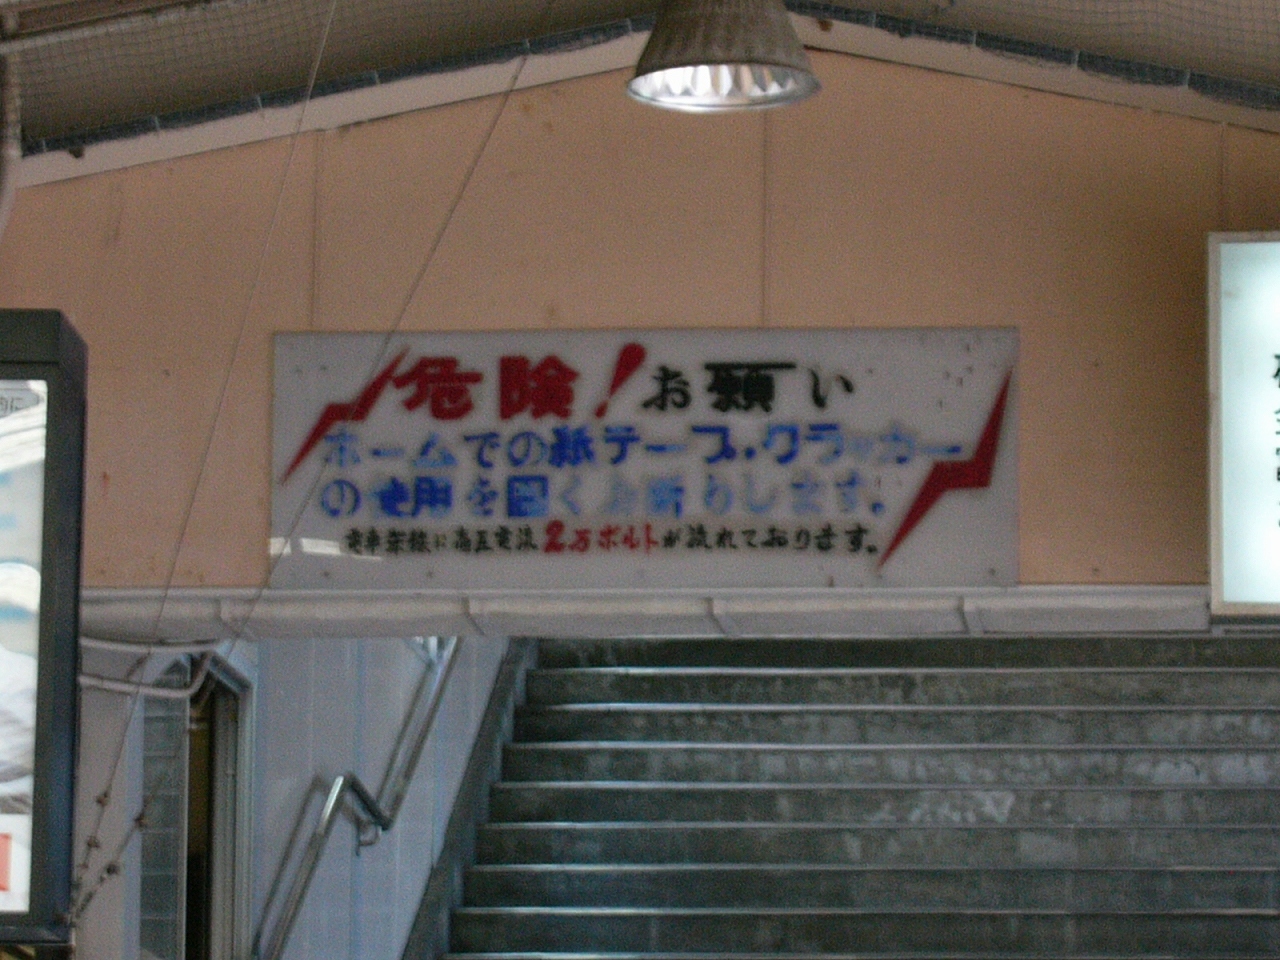 危険!お願い
ホームでの紙テープ・クラッカー
の使用を固くお断りします。
電車架線に高圧電流2万ボルトが流れております。